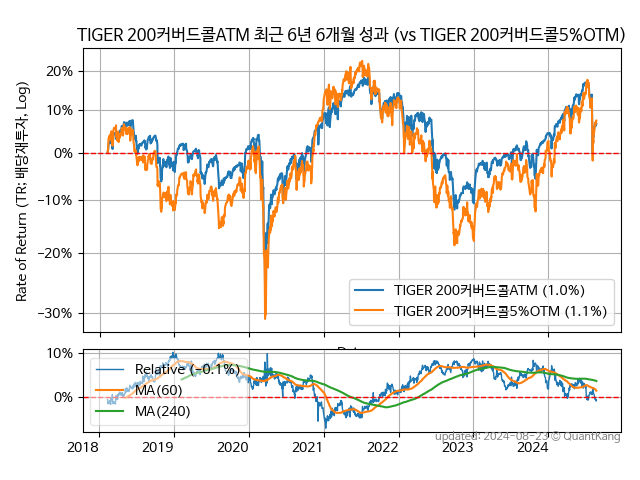 TIGER 200커버드콜ATM 최근 6년 6개월 성과 (vs TIGER 200커버드콜5%OTM)
Rate of Return (TR: 배당재투자, Log)
20%
10%
0%
−10%
−20%
−30%
TIGER 200커버드콜ATM (1.0%)
TIGER 200커버드콜5%OTM (1.1%)
10%
0%
Relative (−0.1%)
MA(60)
MA(240)
2018
2019
2020
2021
2022
2023
2024
updated: 2024-08-23 © QuantKang